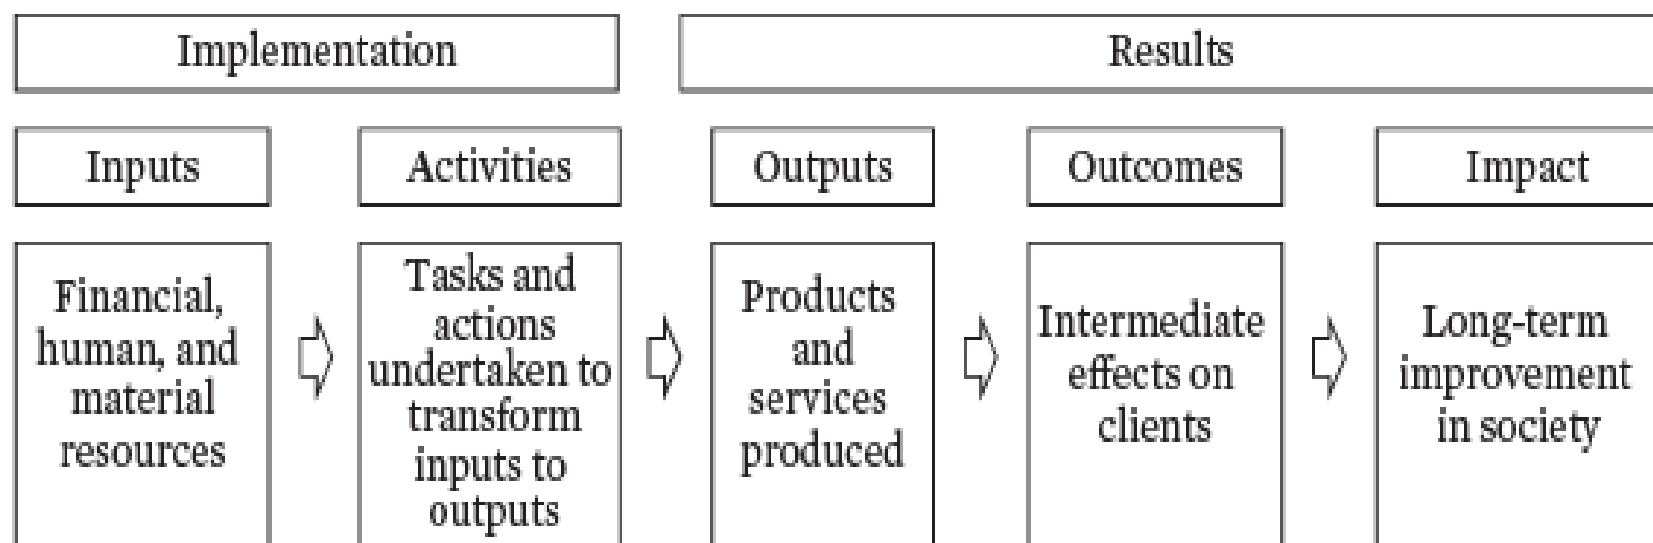 Implementation
Results
Inputs
Activities
Outputs
Outcomes
Impact
Financial,
human, and
material
resources
Tasks and
actions
undertaken to
transform
inputs to
outputs
Products
and
services
produced
Intermediate
effects on
clients
Long-term
improvement
in society